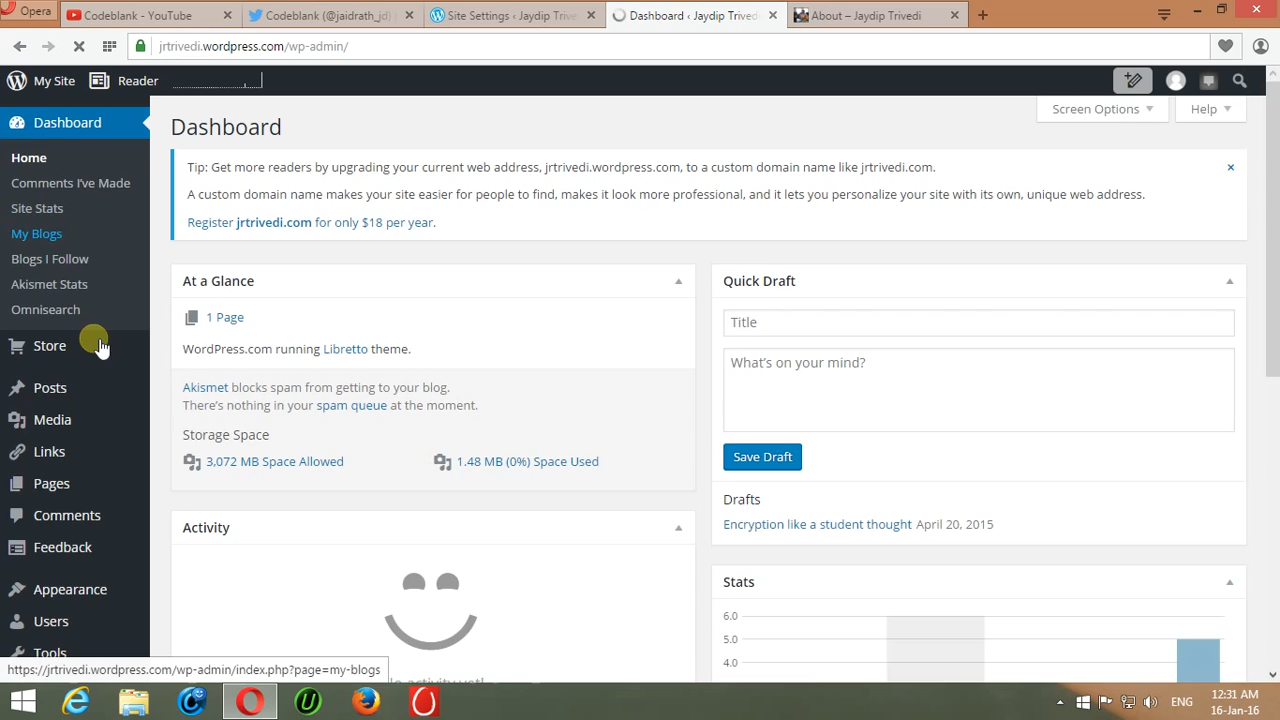 Opera
Codeblank - YouTube
Codeblank (@jaidrath_jd)
Site Settings ‹ Jaydip Trive
Dashboard ‹ Jaydip Trived
About – Jaydip Trivedi
jrtrivedi.wordpress.com/wp-admin/
My Site
Reader
Dashboard
Home
Comments I've Made
Site Stats
My Blogs
Blogs I Follow
Akismet Stats
Omnisearch
Store
Posts
Media
Links
Pages
Comments
Feedback
Appearance
Users
Tools
Screen Options
Help
Dashboard
Tip: Get more readers by upgrading your current web address, jrtrivedi.wordpress.com, to a custom domain name like jrtrivedi.com.
A custom domain name makes your site easier for people to find, makes it look more professional, and it lets you personalize your site with its own, unique web address.
Register jrtrivedi.com for only $18 per year.
At a Glance
1 Page
WordPress.com running Libretto theme.
Akismet blocks spam from getting to your blog.
There's nothing in your spam queue at the moment.
Storage Space
3,072 MB Space Allowed
1.48 MB (0%) Space Used
Activity
Quick Draft
Title
What's on your mind?
Save Draft
Drafts
Encryption like a student thought April 20, 2015
Stats
6.0
5.0
4.0
https://jrtrivedi.wordpress.com/wp-admin/index.php?page=my-blogs
ENG
12:31 AM
16-Jan-16